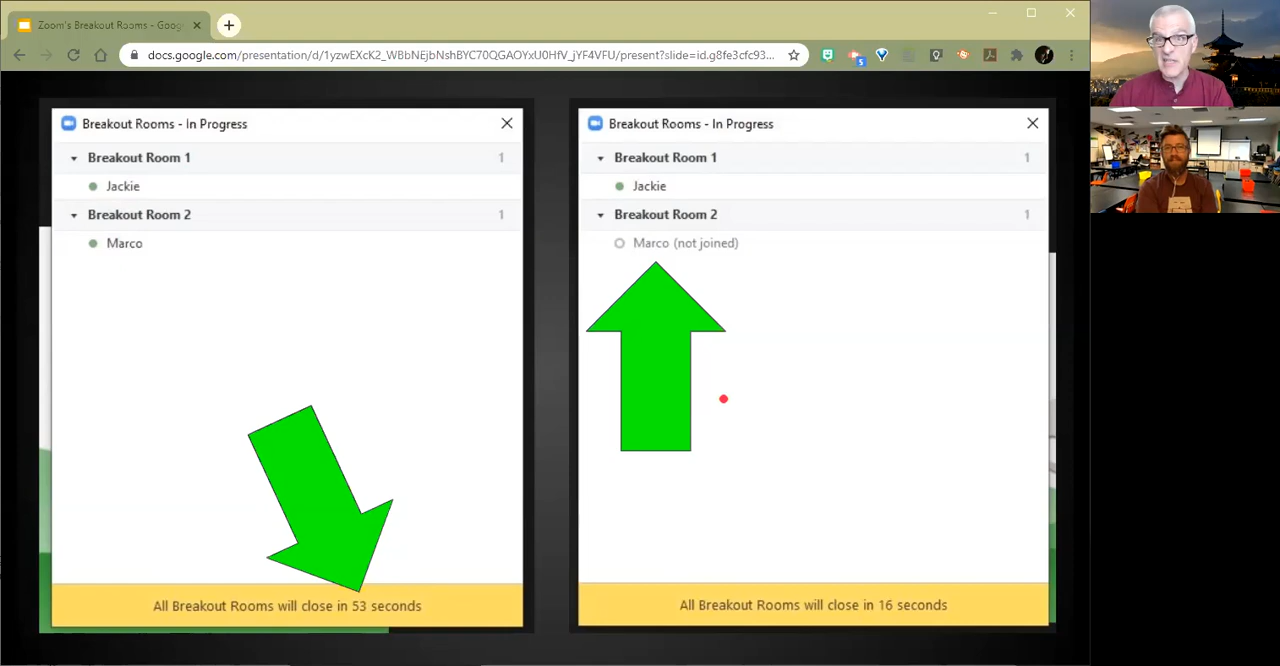 Zoom's Breakout Rooms - Goog
docs.google.com/presentation/d/1yzwEXcK2_WBbNEjbNshBYC70QGAOYxU0HfV_jYF4VFU/present?slide=id.g8fe3cfc93...
5
Breakout Rooms - In Progress
Breakout Room 1 1
Jackie
Breakout Room 2 1
Marco
All Breakout Rooms will close in 53 seconds
Breakout Rooms - In Progress
Breakout Room 1 1
Jackie
Breakout Room 2 1
Marco (not joined)
All Breakout Rooms will close in 16 seconds